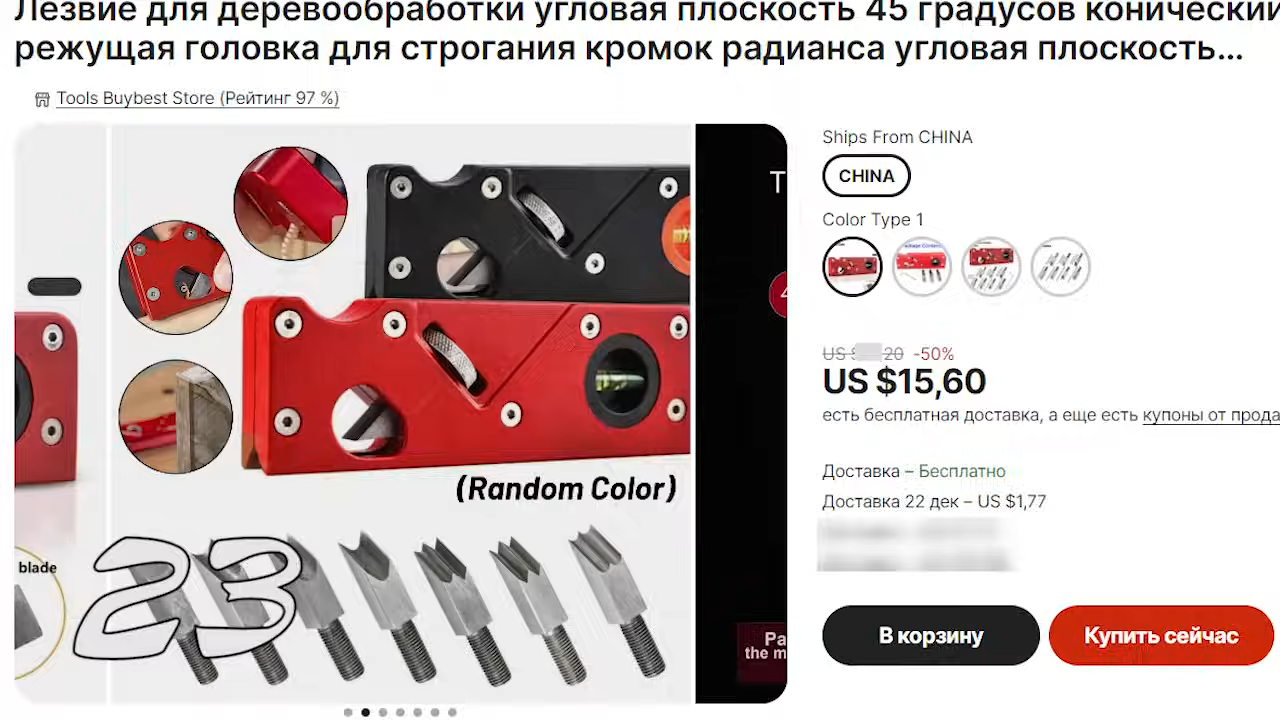 Лезвие для деревообработки угловая плоскость 45 градусов конический
режущая головка для строгания кромок радианса угловая плоскость...
Tools Buybest Store (Рейтинг 97 %)
Ships From CHINA
CHINA
Color Type 1
US $ 20 -50%
US $15,60
есть бесплатная доставка, а еще есть купоны от прода
Доставка – Бесплатно
Доставка 22 дек – US $1,77
(Random Color)
blade
23
В корзину
Купить сейчас